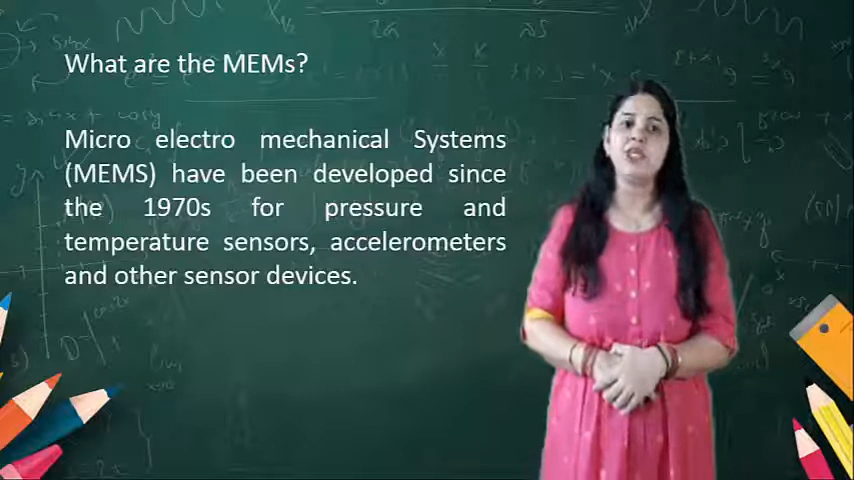 What are the MEMs?
Micro electro mechanical Systems
(MEMS) have been developed since
the 1970s for pressure and
temperature sensors, accelerometers
and other sensor devices.